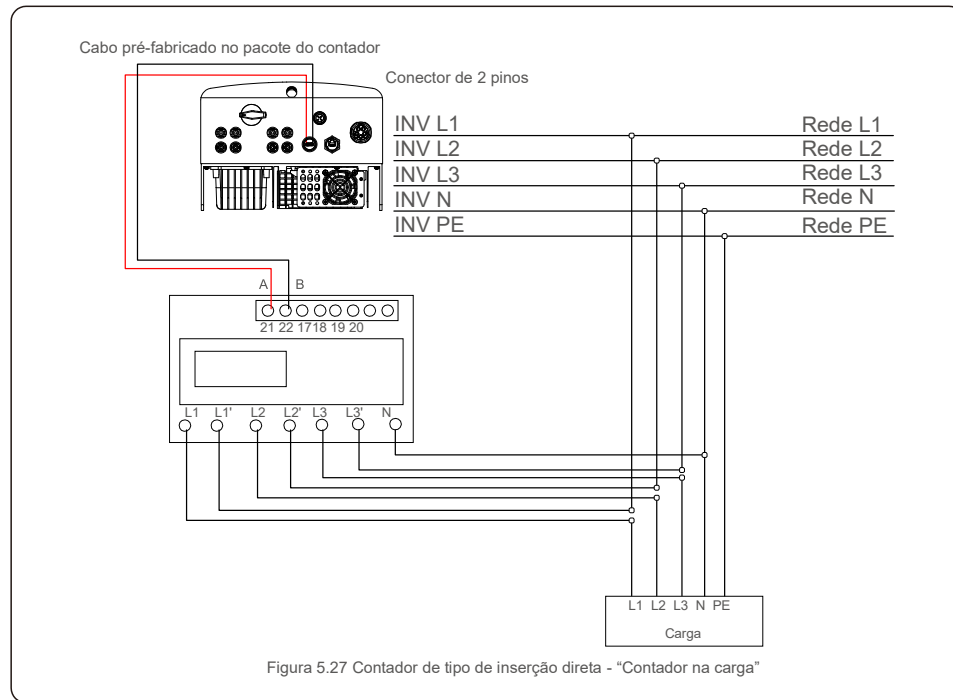 Cabo pré-fabricado no pacote do contador
Conector de 2 pinos
INV L1 Rede L1
INV L2 Rede L2
INV L3 Rede L3
INV N Rede N
INV PE Rede PE
A B
21 22 17 18 19 20
L1 L1' L2 L2' L3 L3' N
L1 L2 L3 N PE
Carga
Figura 5.27 Contador de tipo de inserção direta - “Contador na carga”